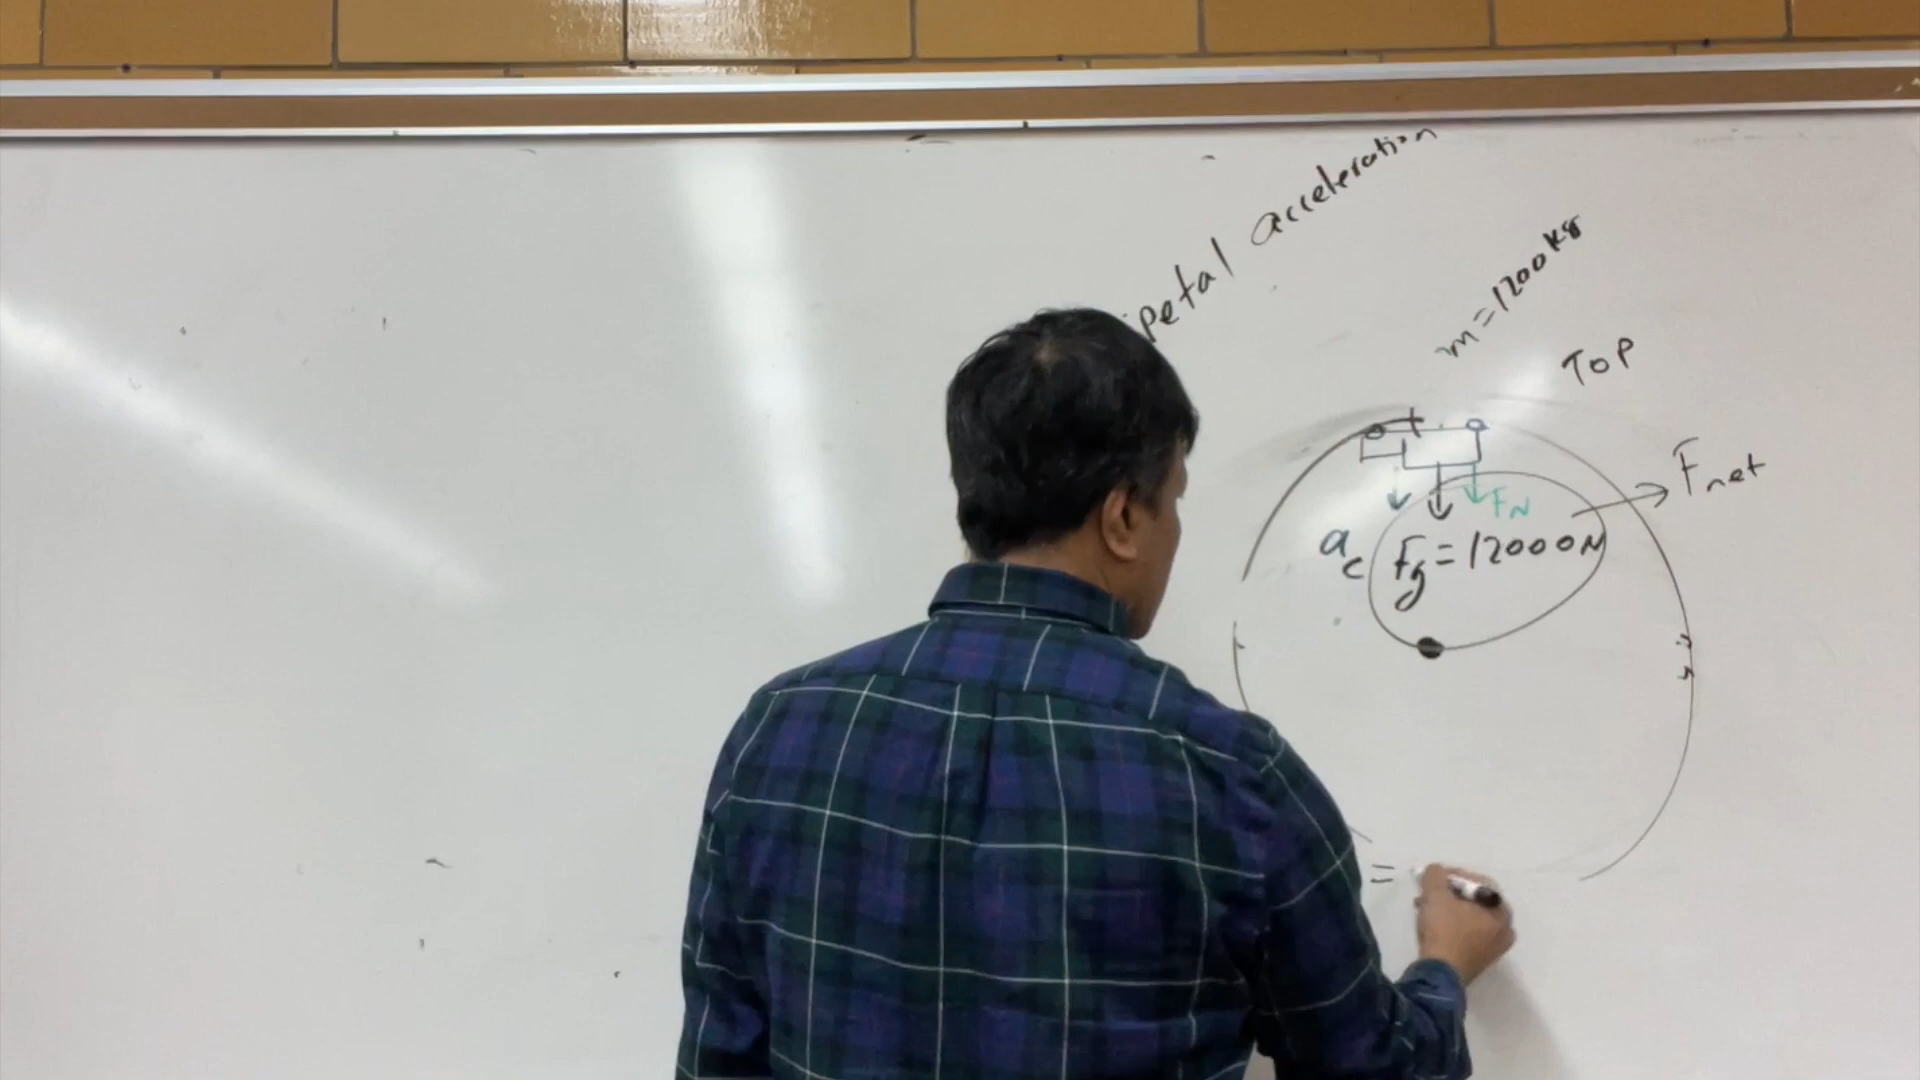 petal acceleration
m=1200kg
TOP
Fnet
FN
ac
Fg=12000N
=